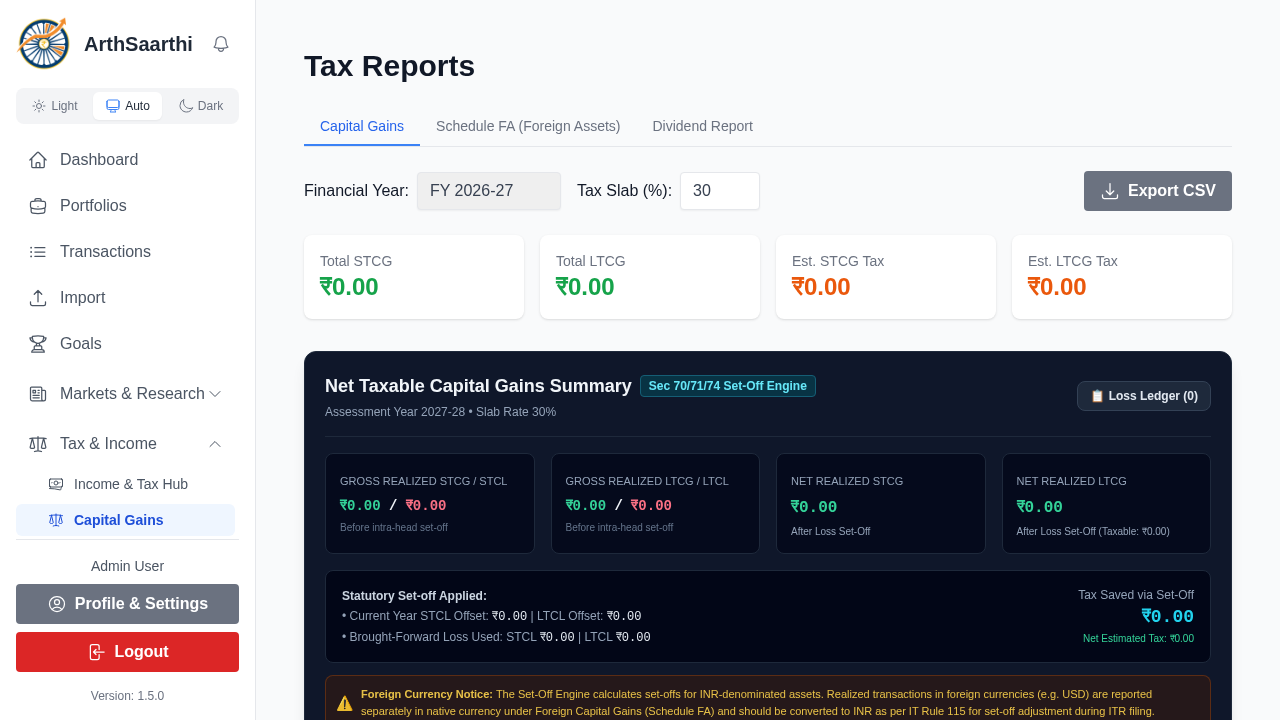 ArthSaarthi
Light Auto Dark
Dashboard
Portfolios
Transactions
Import
Goals
Markets & Research
Tax & Income
Income & Tax Hub
Capital Gains
Admin User
Profile & Settings
Logout
Version: 1.5.0
Tax Reports
Capital Gains Schedule FA (Foreign Assets) Dividend Report
Financial Year: FY 2026-27 Tax Slab (%): 30 Export CSV
Total STCG
₹0.00
Total LTCG
₹0.00
Est. STCG Tax
₹0.00
Est. LTCG Tax
₹0.00
Net Taxable Capital Gains Summary Sec 70/71/74 Set-Off Engine
Assessment Year 2027-28 • Slab Rate 30%
📋 Loss Ledger (0)
GROSS REALIZED STCG / STCL
₹0.00 / ₹0.00
Before intra-head set-off
GROSS REALIZED LTCG / LTCL
₹0.00 / ₹0.00
Before intra-head set-off
NET REALIZED STCG
₹0.00
After Loss Set-Off
NET REALIZED LTCG
₹0.00
After Loss Set-Off (Taxable: ₹0.00)
Statutory Set-off Applied:
• Current Year STCL Offset: ₹0.00 | LTCL Offset: ₹0.00
• Brought-Forward Loss Used: STCL ₹0.00 | LTCL ₹0.00
Tax Saved via Set-Off
₹0.00
Net Estimated Tax: ₹0.00
Foreign Currency Notice: The Set-Off Engine calculates set-offs for INR-denominated assets. Realized transactions in foreign currencies (e.g. USD) are reported
separately in native currency under Foreign Capital Gains (Schedule FA) and should be converted to INR as per IT Rule 115 for set-off adjustment during ITR filing.